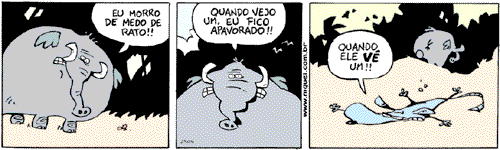 EU MORRO
DE MEDO DE
RATO!!
QUANDO VEJO
UM, EU FICO
APAVORADO!!
QUANDO
ELE VÊ
UM!!
www.niquel.com.br